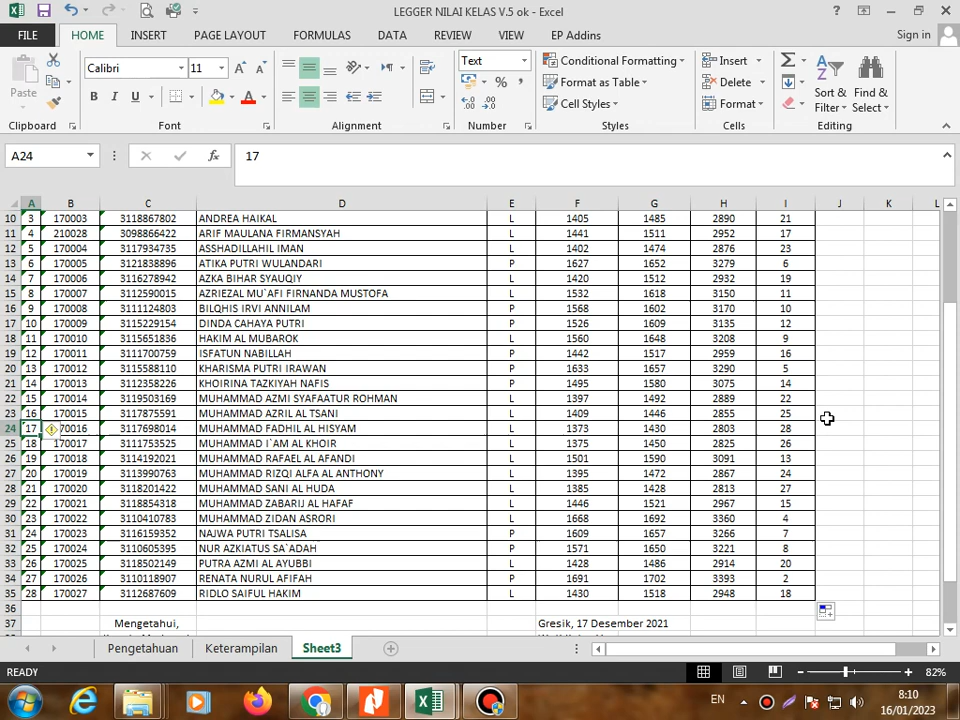 LEGGER NILAI KELAS V.5 ok - Excel
FILE HOME INSERT PAGE LAYOUT FORMULAS DATA REVIEW VIEW EP Addins Sign in
Paste Calibri 11 Text Conditional Formatting Insert
Format as Table Delete Sort & Find &
B I U Cell Styles Format Filter Select
Clipboard Font Alignment Number Styles Cells Editing
A24 17
A B C D E F G H I J K L
10 3 170003 3118867802 ANDREA HAIKAL L 1405 1485 2890 21
11 4 210028 3098866422 ARIF MAULANA FIRMANSYAH L 1441 1511 2952 17
12 5 170004 3117934735 ASSHADILLAHIL IMAN L 1402 1474 2876 23
13 6 170005 3121838896 ATIKA PUTRI WULANDARI P 1627 1652 3279 6
14 7 170006 3116278942 AZKA BIHAR SYAUQIY L 1420 1512 2932 19
15 8 170007 3112590015 AZRIEZAL MU`AFI FIRNANDA MUSTOFA L 1532 1618 3150 11
16 9 170008 3111124803 BILQHIS IRVI ANNILAM P 1568 1602 3170 10
17 10 170009 3115229154 DINDA CAHAYA PUTRI P 1526 1609 3135 12
18 11 170010 3115651836 HAKIM AL MUBAROK L 1560 1648 3208 9
19 12 170011 3111700759 ISFATUN NABILLAH P 1442 1517 2959 16
20 13 170012 3115588110 KHARISMA PUTRI IRAWAN P 1633 1657 3290 5
21 14 170013 3112358226 KHOIRINA TAZKIYAH NAFIS P 1495 1580 3075 14
22 15 170014 3119503169 MUHAMMAD AZMI SYAFAATUR ROHMAN L 1397 1492 2889 22
23 16 170015 3117875591 MUHAMMAD AZRIL AL TSANI L 1409 1446 2855 25
24 17 70016 3117698014 MUHAMMAD FADHIL AL HISYAM L 1373 1430 2803 28
25 18 170017 3111753525 MUHAMMAD I`AM AL KHOIR L 1375 1450 2825 26
26 19 170018 3114192021 MUHAMMAD RAFAEL AL AFANDI L 1501 1590 3091 13
27 20 170019 3113990763 MUHAMMAD RIZQI ALFA AL ANTHONY L 1395 1472 2867 24
28 21 170020 3118201422 MUHAMMAD SANI AL HUDA L 1385 1428 2813 27
29 22 170021 3118854318 MUHAMMAD ZABARIJ AL HAFAF L 1446 1521 2967 15
30 23 170022 3110410783 MUHAMMAD ZIDAN ASRORI L 1668 1692 3360 4
31 24 170023 3116159352 NAJWA PUTRI TSALISA P 1609 1657 3266 7
32 25 170024 3110605395 NUR AZKIATUS SA`ADAH P 1571 1650 3221 8
33 26 170025 3118502149 PUTRA AZMI AL AYUBBI L 1428 1486 2914 20
34 27 170026 3110118907 RENATA NURUL AFIFAH P 1691 1702 3393 2
35 28 170027 3112687609 RIDLO SAIFUL HAKIM L 1430 1518 2948 18
36
37 Mengetahui, Gresik, 17 Desember 2021
Pengetahuan Keterampilan Sheet3
READY 82%
EN 8:10
16/01/2023